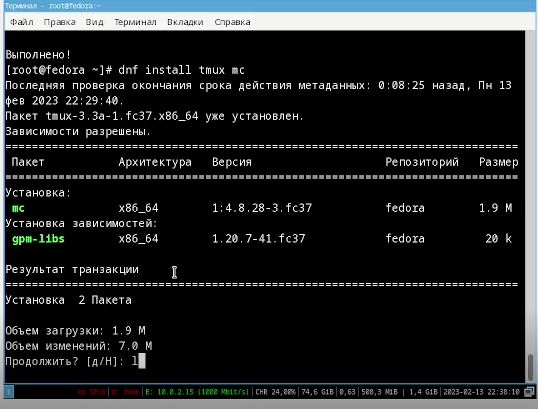 Терминал - root@fedora:~
Файл Правка Вид Терминал Вкладки Справка
Выполнено!
[root@fedora ~]# dnf install tmux mc
Последняя проверка окончания срока действия метаданных: 0:08:25 назад, Пн 13
фев 2023 22:29:40.
Пакет tmux-3.3a-1.fc37.x86_64 уже установлен.
Зависимости разрешены.
================================================================================
Пакет Архитектура Версия Репозиторий Размер
================================================================================
Установка:
mc x86_64 1:4.8.28-3.fc37 fedora 1.9 M
Установка зависимостей:
gpm-libs x86_64 1.20.7-41.fc37 fedora 20 k
Результат транзакции
================================================================================
Установка 2 Пакета
Объем загрузки: 1.9 M
Объем изменений: 7.0 M
Продолжить? [д/Н]: l
1 no IPv6 E: 10.0.2.15 (1000 Mbit/s) CHR 24,00% 74,6 GiB 0,63 508,3 MiB | 1,4 GiB 2023-02-13 22:38:10